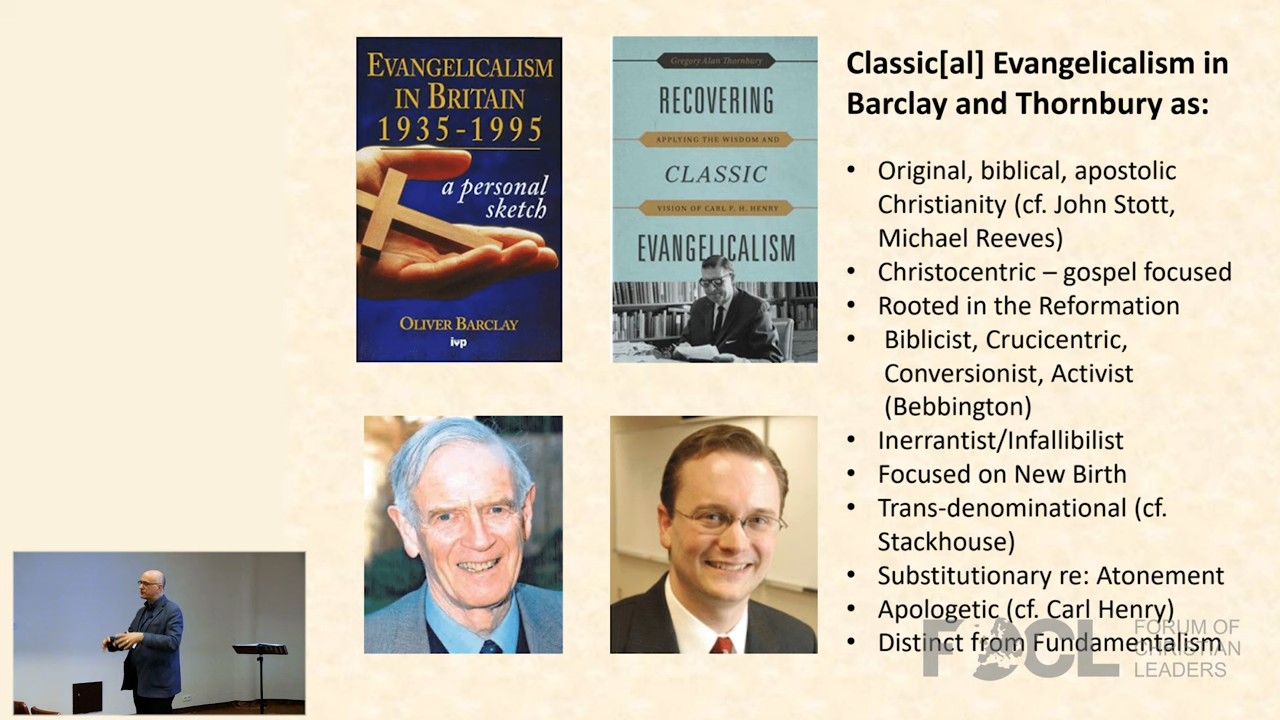 EVANGELICALISM
IN BRITAIN
1935-1995
a personal
sketch
OLIVER BARCLAY
ivp
Gregory Alan Thornbury
RECOVERING
APPLYING THE WISDOM AND
CLASSIC
VISION OF CARL F. H. HENRY
EVANGELICALISM
Classic[al] Evangelicalism in
Barclay and Thornbury as:
• Original, biblical, apostolic
Christianity (cf. John Stott,
Michael Reeves)
• Christocentric – gospel focused
• Rooted in the Reformation
• Biblicist, Crucicentric,
Conversionist, Activist
(Bebbington)
• Inerrantist/Infallibilist
• Focused on New Birth
• Trans-denominational (cf.
Stackhouse)
• Substitutionary re: Atonement
• Apologetic (cf. Carl Henry)
• Distinct from Fundamentalism
FOCL
FORUM OF
CHRISTIAN
LEADERS